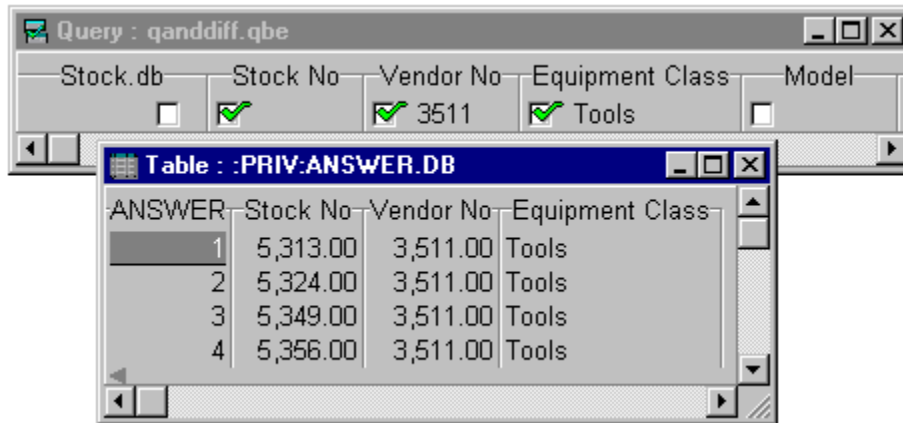 Query : qanddiff.qbe
Stock.db Stock No Vendor No Equipment Class Model
3511 Tools
Table : :PRIV:ANSWER.DB
ANSWER Stock No Vendor No Equipment Class
1 5,313.00 3,511.00 Tools
2 5,324.00 3,511.00 Tools
3 5,349.00 3,511.00 Tools
4 5,356.00 3,511.00 Tools